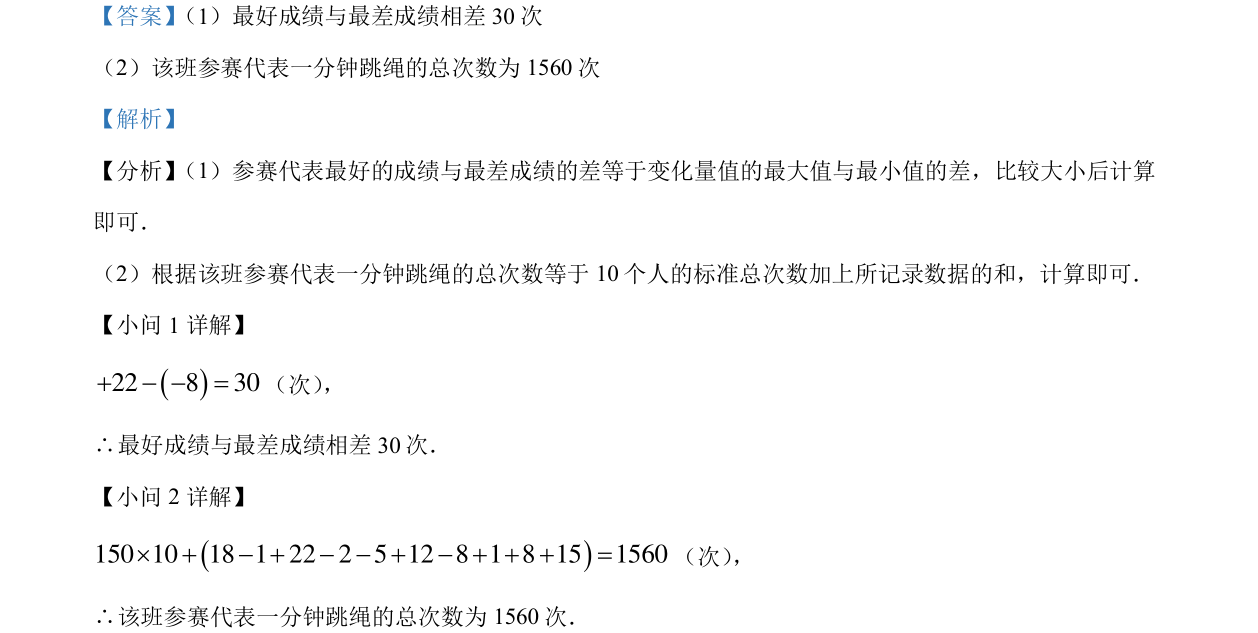 【答案】（1）最好成绩与最差成绩相差 30 次
（2）该班参赛代表一分钟跳绳的总次数为 1560 次
【解析】
【分析】（1）参赛代表最好的成绩与最差成绩的差等于变化量值的最大值与最小值的差，比较大小后计算
即可．
（2）根据该班参赛代表一分钟跳绳的总次数等于 10 个人的标准总次数加上所记录数据的和，计算即可．
【小问 1 详解】
+22−(−8)=30（次），
∴最好成绩与最差成绩相差 30 次．
【小问 2 详解】
150×10+(18−1+22−2−5+12−8+1+8+15)=1560（次），
∴该班参赛代表一分钟跳绳的总次数为 1560 次．